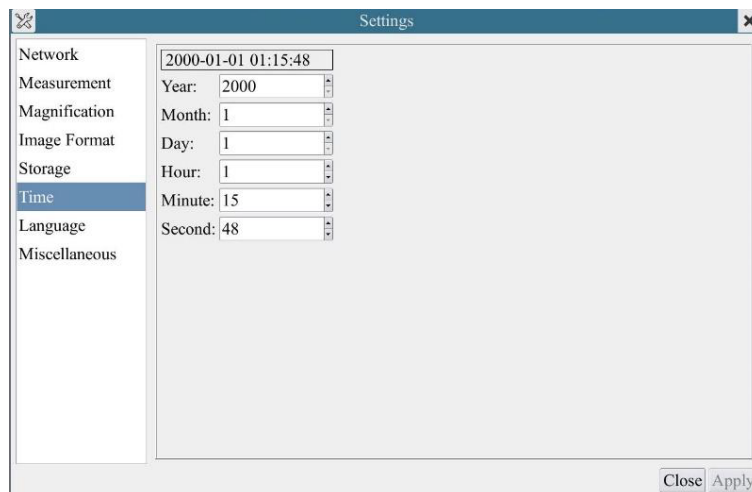 Settings
Network
Measurement
Magnification
Image Format
Storage
Time
Language
Miscellaneous
2000-01-01 01:15:48
Year: 2000
Month: 1
Day: 1
Hour: 1
Minute: 15
Second: 48
Close Apply